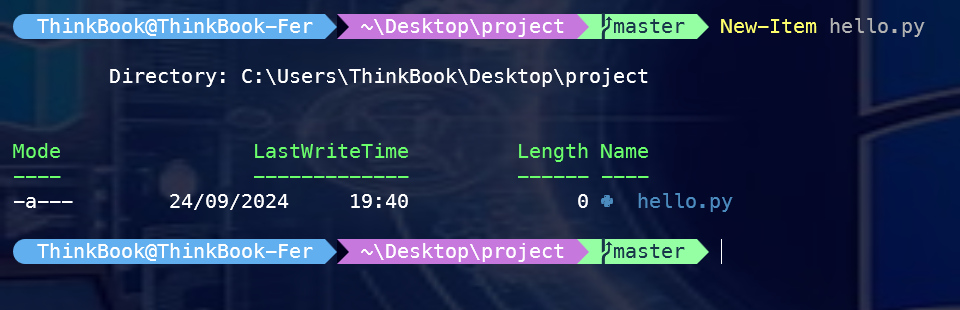 ThinkBook@ThinkBook-Fer ~\Desktop\project master New-Item hello.py
Directory: C:\Users\ThinkBook\Desktop\project
Mode LastWriteTime Length Name
---- ------------- ------ ----
-a--- 24/09/2024 19:40 0 hello.py
ThinkBook@ThinkBook-Fer ~\Desktop\project master